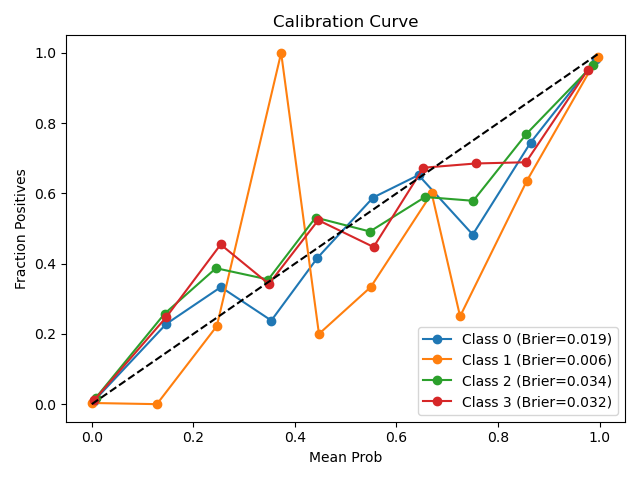 Calibration Curve
1.0
0.8
0.6
0.4
0.2
0.0
Fraction Positives
Class 0 (Brier=0.019)
Class 1 (Brier=0.006)
Class 2 (Brier=0.034)
Class 3 (Brier=0.032)
0.0 0.2 0.4 0.6 0.8 1.0
Mean Prob